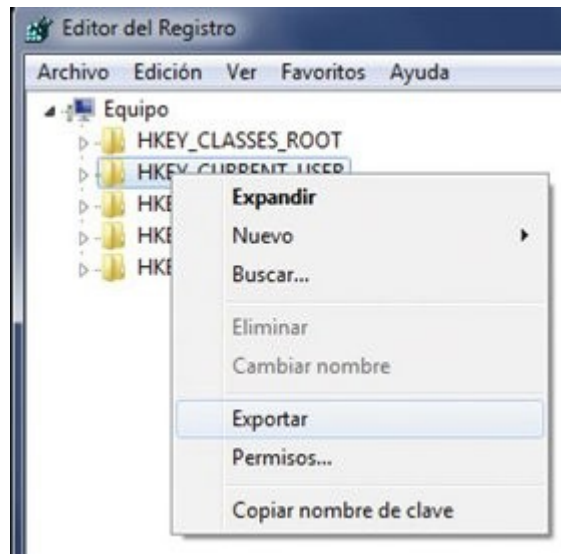 Editor del Registro
Archivo Edición Ver Favoritos Ayuda
Equipo
HKEY_CLASSES_ROOT
HKEY_CURRENT_USER
Expandir
Nuevo
Buscar...
Eliminar
Cambiar nombre
Exportar
Permisos...
Copiar nombre de clave